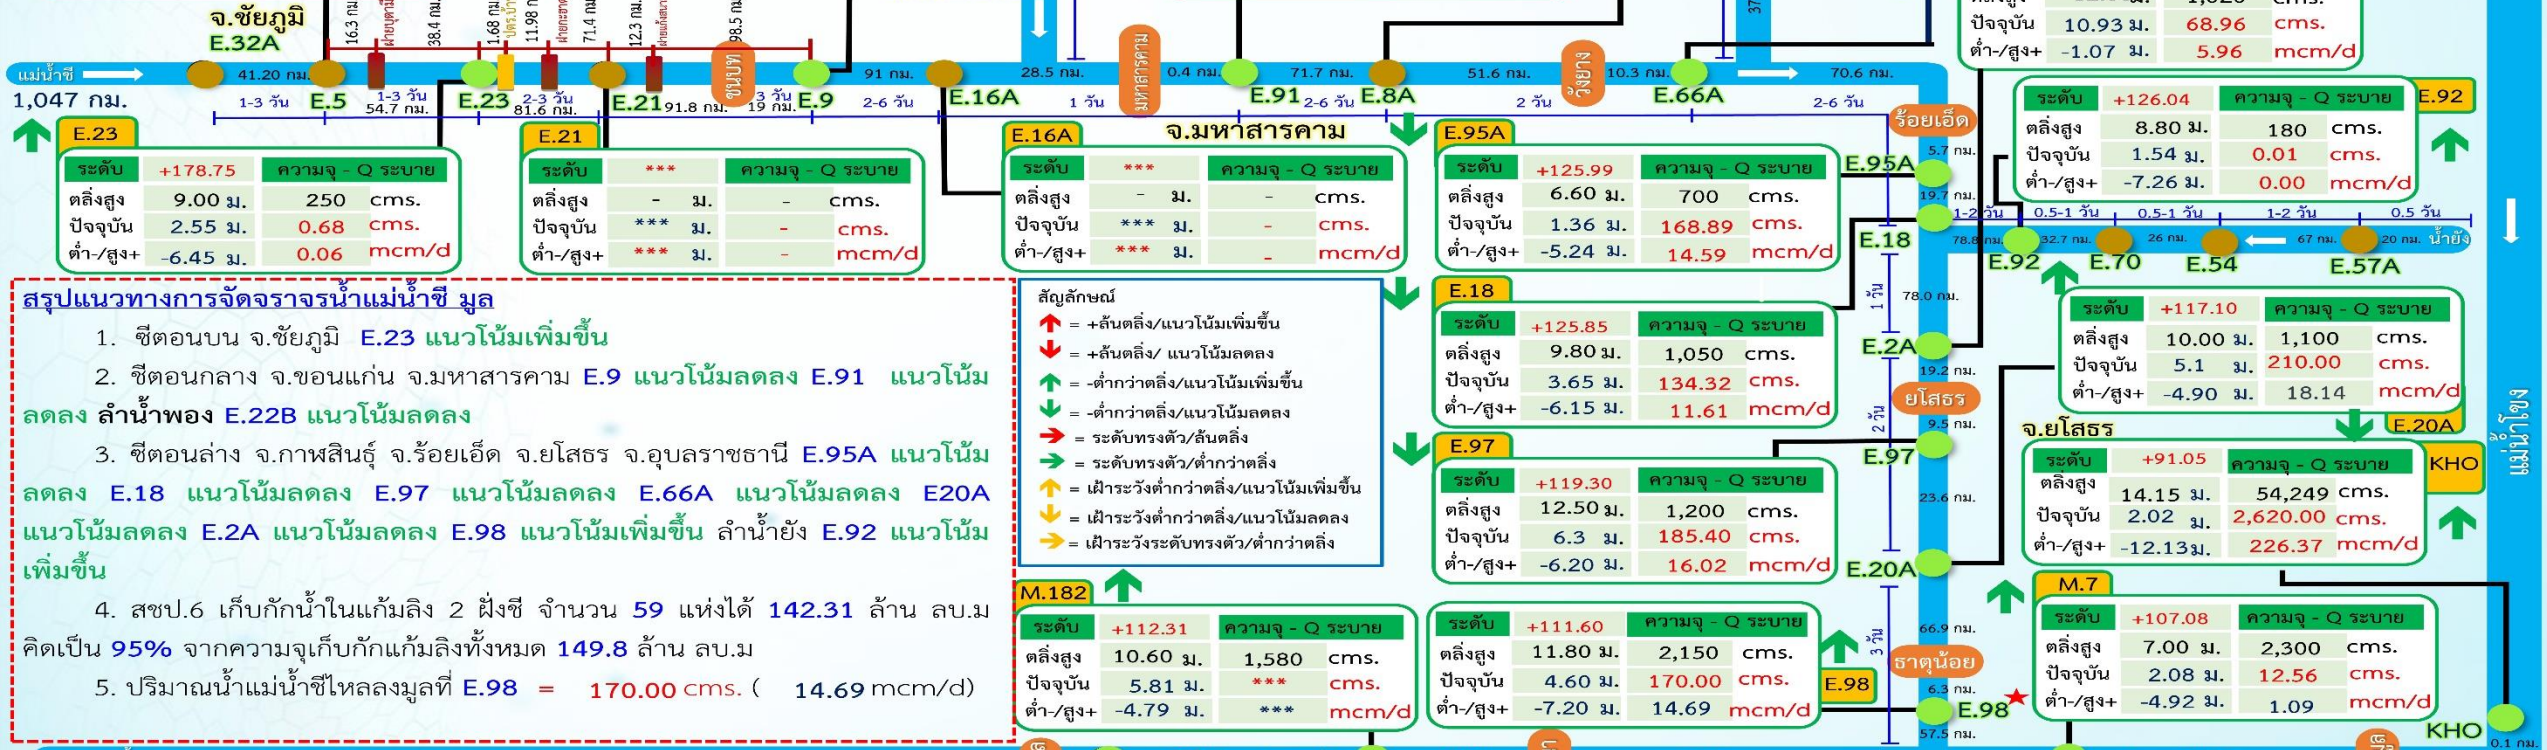 จ.ชัยภูมิ
E.32A
16.3 กม.
38.4 กม.
1.68 กม.
11.98 กม.
71.4 กม.
12.3 กม.
98.5 กม.
37
ปัจจุบัน 10.93 ม. 68.96 cms.
ต่ำ-/สูง+ -1.07 ม. 5.96 mcm/d
แม่น้ำชี 41.20 กม. ชนบท 91 กม. 28.5 กม. มหาสารคาม 0.4 กม. 71.7 กม. 51.6 กม. วังยาง 10.3 กม. 70.6 กม.
1,047 กม. 1-3 วัน E.5 1-3 วัน E.23 2-3 วัน E.21 3 วัน E.9 2-6 วัน E.16A 1 วัน E.91 2-6 วัน E.8A 2 วัน E.66A 2-6 วัน
54.7 กม. 81.6 กม. 91.8 กม. 19 กม.
จ.มหาสารคาม
ร้อยเอ็ด
E.23
ระดับ +178.75 ความจุ - Q ระบาย
ตลิ่งสูง 9.00 ม. 250 cms.
ปัจจุบัน 2.55 ม. 0.68 cms.
ต่ำ-/สูง+ -6.45 ม. 0.06 mcm/d
E.21
ระดับ *** ความจุ - Q ระบาย
ตลิ่งสูง - ม. - cms.
ปัจจุบัน *** ม. - cms.
ต่ำ-/สูง+ *** ม. - mcm/d
E.16A
ระดับ *** ความจุ - Q ระบาย
ตลิ่งสูง - ม. - cms.
ปัจจุบัน *** ม. - cms.
ต่ำ-/สูง+ *** ม. - mcm/d
E.95A
ระดับ +125.99 ความจุ - Q ระบาย
ตลิ่งสูง 6.60 ม. 700 cms.
ปัจจุบัน 1.36 ม. 168.89 cms.
ต่ำ-/สูง+ -5.24 ม. 14.59 mcm/d
E.92
ระดับ +126.04 ความจุ - Q ระบาย
ตลิ่งสูง 8.80 ม. 180 cms.
ปัจจุบัน 1.54 ม. 0.01 cms.
ต่ำ-/สูง+ -7.26 ม. 0.00 mcm/d
5.7 กม.
E.95A
19.7 กม.
1-2 วัน 0.5-1 วัน 0.5-1 วัน 1-2 วัน 0.5 วัน
E.18
78.8 กม. 32.7 กม. 26 กม. 67 กม. 20 กม. น้ำยัง
E.92 E.70 E.54 E.57A
1 วัน
78.0 กม.
E.2A
19.2 กม.
ยโสธร
2 วัน
9.5 กม.
E.97
23.6 กม.
E.20A
66.9 กม.
3 วัน
ธาตุน้อย
6.3 กม.
E.98
57.5 กม.
แม่น้ำโขง
สรุปแนวทางการจัดจราจรน้ำแม่น้ำชี มูล
1. ชีตอนบน จ.ชัยภูมิ E.23 แนวโน้มเพิ่มขึ้น
2. ชีตอนกลาง จ.ขอนแก่น จ.มหาสารคาม E.9 แนวโน้มลดลง E.91 แนวโน้ม
ลดลง ลำน้ำพอง E.22B แนวโน้มลดลง
3. ชีตอนล่าง จ.กาฬสินธุ์ จ.ร้อยเอ็ด จ.ยโสธร จ.อุบลราชธานี E.95A แนวโน้ม
ลดลง E.18 แนวโน้มลดลง E.97 แนวโน้มลดลง E.66A แนวโน้มลดลง E20A
แนวโน้มลดลง E.2A แนวโน้มลดลง E.98 แนวโน้มเพิ่มขึ้น ลำน้ำยัง E.92 แนวโน้ม
เพิ่มขึ้น
4. สชป.6 เก็บกักน้ำในแก้มลิง 2 ฝั่งชี จำนวน 59 แห่งได้ 142.31 ล้าน ลบ.ม
คิดเป็น 95% จากความจุเก็บกักแก้มลิงทั้งหมด 149.8 ล้าน ลบ.ม
5. ปริมาณน้ำแม่น้ำชีไหลลงมูลที่ E.98 = 170.00 cms. ( 14.69 mcm/d)
สัญลักษณ์
= +ล้นตลิ่ง/แนวโน้มเพิ่มขึ้น
= +ล้นตลิ่ง/ แนวโน้มลดลง
= -ต่ำกว่าตลิ่ง/แนวโน้มเพิ่มขึ้น
= -ต่ำกว่าตลิ่ง/แนวโน้มลดลง
= ระดับทรงตัว/ล้นตลิ่ง
= ระดับทรงตัว/ต่ำกว่าตลิ่ง
= เฝ้าระวังต่ำกว่าตลิ่ง/แนวโน้มเพิ่มขึ้น
= เฝ้าระวังต่ำกว่าตลิ่ง/แนวโน้มลดลง
= เฝ้าระวังระดับทรงตัว/ต่ำกว่าตลิ่ง
E.18
ระดับ +125.85 ความจุ - Q ระบาย
ตลิ่งสูง 9.80 ม. 1,050 cms.
ปัจจุบัน 3.65 ม. 134.32 cms.
ต่ำ-/สูง+ -6.15 ม. 11.61 mcm/d
E.97
ระดับ +119.30 ความจุ - Q ระบาย
ตลิ่งสูง 12.50 ม. 1,200 cms.
ปัจจุบัน 6.3 ม. 185.40 cms.
ต่ำ-/สูง+ -6.20 ม. 16.02 mcm/d
ระดับ +117.10 ความจุ - Q ระบาย
ตลิ่งสูง 10.00 ม. 1,100 cms.
ปัจจุบัน 5.1 ม. 210.00 cms.
ต่ำ-/สูง+ -4.90 ม. 18.14 mcm/d
E.20A
จ.ยโสธร
KHO
ระดับ +91.05 ความจุ - Q ระบาย
ตลิ่งสูง 14.15 ม. 54,249 cms.
ปัจจุบัน 2.02 ม. 2,620.00 cms.
ต่ำ-/สูง+ -12.13 ม. 226.37 mcm/d
M.182
ระดับ +112.31 ความจุ - Q ระบาย
ตลิ่งสูง 10.60 ม. 1,580 cms.
ปัจจุบัน 5.81 ม. *** cms.
ต่ำ-/สูง+ -4.79 ม. *** mcm/d
ระดับ +111.60 ความจุ - Q ระบาย
ตลิ่งสูง 11.80 ม. 2,150 cms.
ปัจจุบัน 4.60 ม. 170.00 cms.
ต่ำ-/สูง+ -7.20 ม. 14.69 mcm/d
E.98
M.7
ระดับ +107.08 ความจุ - Q ระบาย
ตลิ่งสูง 7.00 ม. 2,300 cms.
ปัจจุบัน 2.08 ม. 12.56 cms.
ต่ำ-/สูง+ -4.92 ม. 1.09 mcm/d
KHO
0.1 กม.